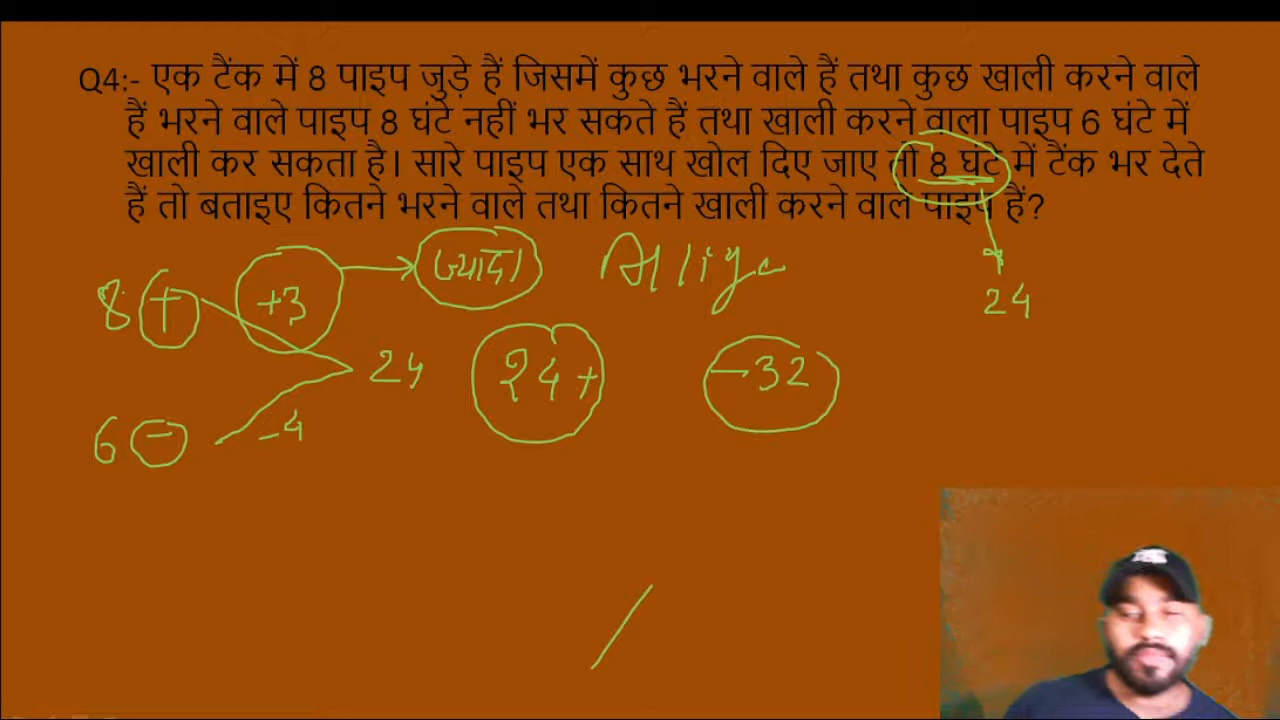 Q4:- एक टैंक में 8 पाइप जुड़े हैं जिसमें कुछ भरने वाले हैं तथा कुछ खाली करने वाले
हैं भरने वाले पाइप 8 घंटे नहीं भर सकते हैं तथा खाली करने वाला पाइप 6 घंटे में
खाली कर सकता है। सारे पाइप एक साथ खोल दिए जाए तो 8 घंटे में टैंक भर देते
हैं तो बताइए कितने भरने वाले तथा कितने खाली करने वाले पाइप हैं?
ज्यादा
8 + +3
24
24 24+ -32
6 - -4